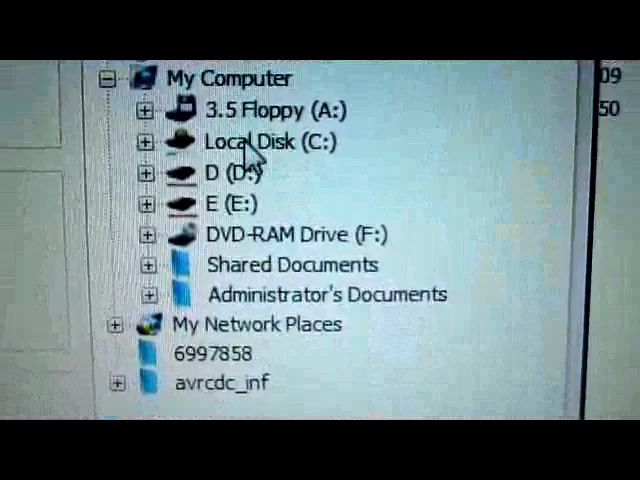 My Computer
09
3.5 Floppy (A:)
50
Local Disk (C:)
D (D:)
E (E:)
DVD-RAM Drive (F:)
Shared Documents
Administrator's Documents
My Network Places
6997858
avrcdc_inf